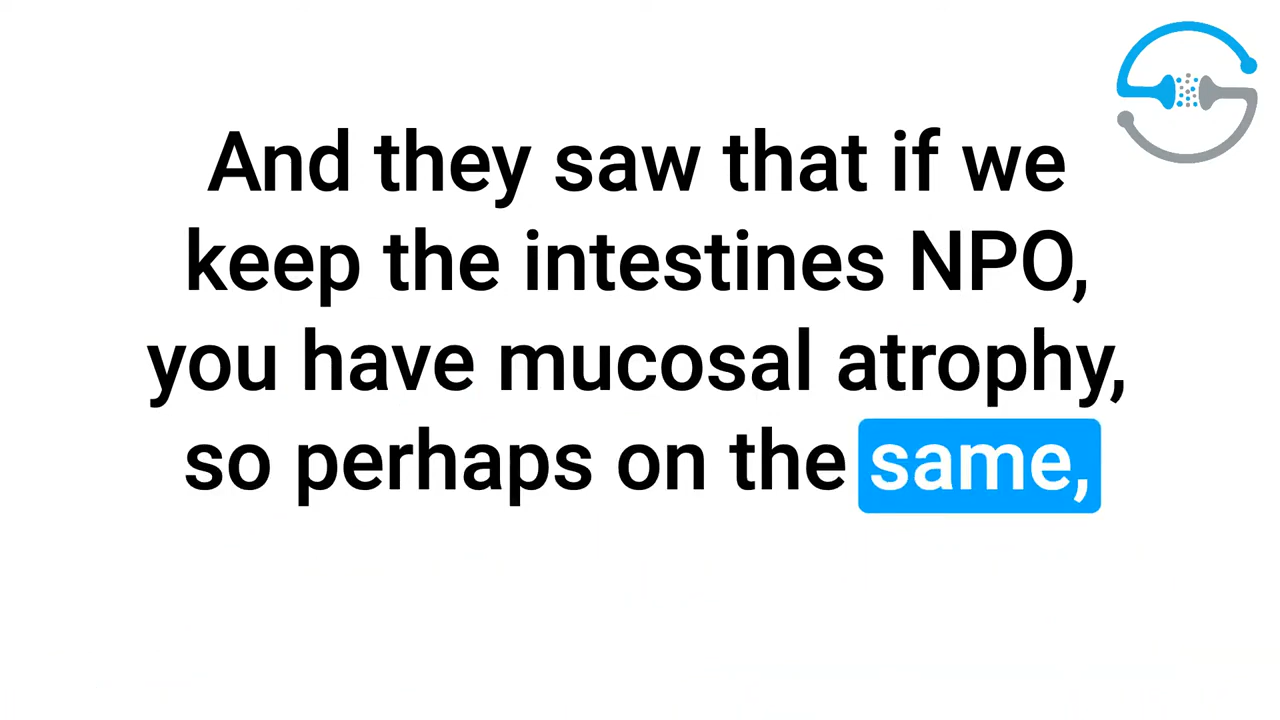 And they saw that if we
keep the intestines NPO,
you have mucosal atrophy,
so perhaps on the same,